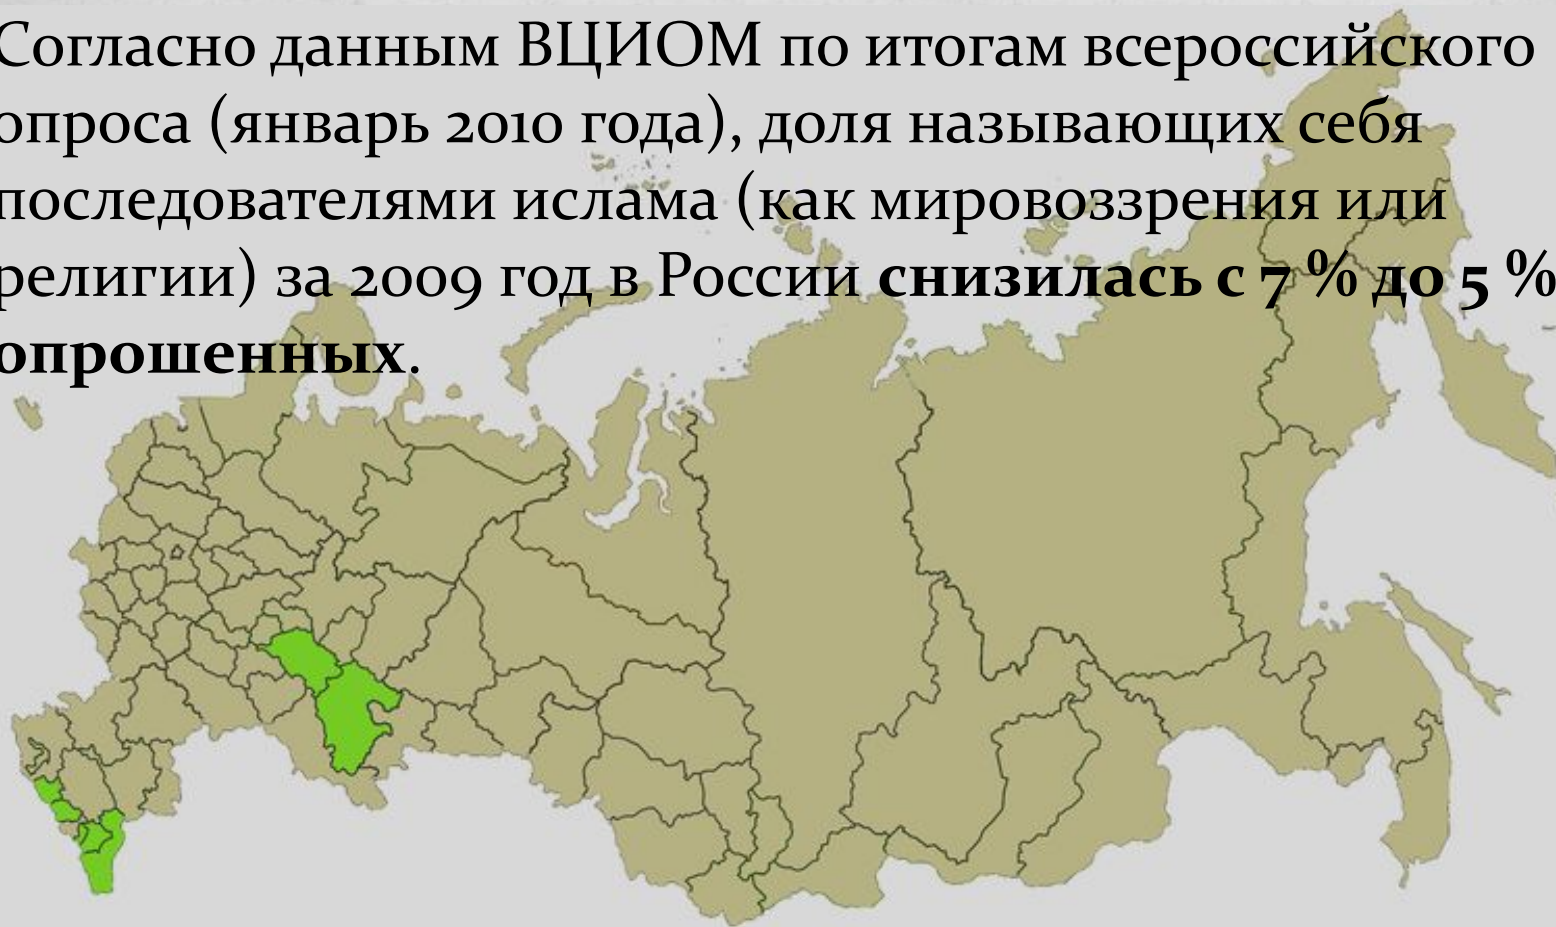 Согласно данным ВЦИОМ по итогам всероссийского
опроса (январь 2010 года), доля называющих себя
последователями ислама (как мировоззрения или
религии) за 2009 год в России снизилась с 7 % до 5 %
опрошенных.